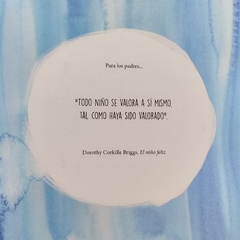 Para los padres...
"TODO NIÑO SE VALORA A SÍ MISMO,
TAL COMO HAYA SIDO VALORADO".
Dorothy Corkille Briggs, El niño feliz